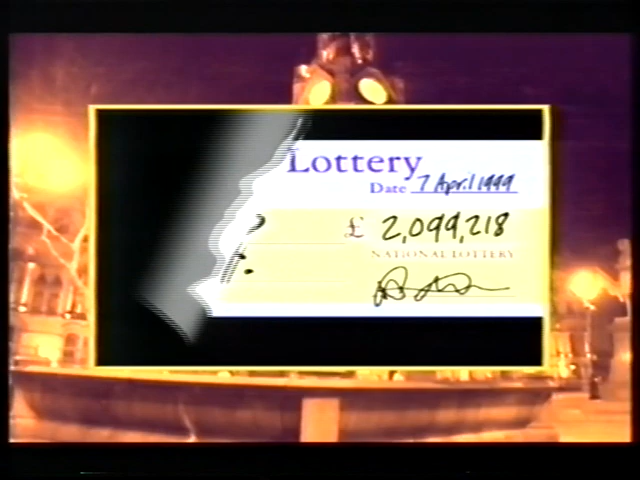 Lottery
Date 7 April 1999
£ 2,099,218
NATIONAL LOTTERY